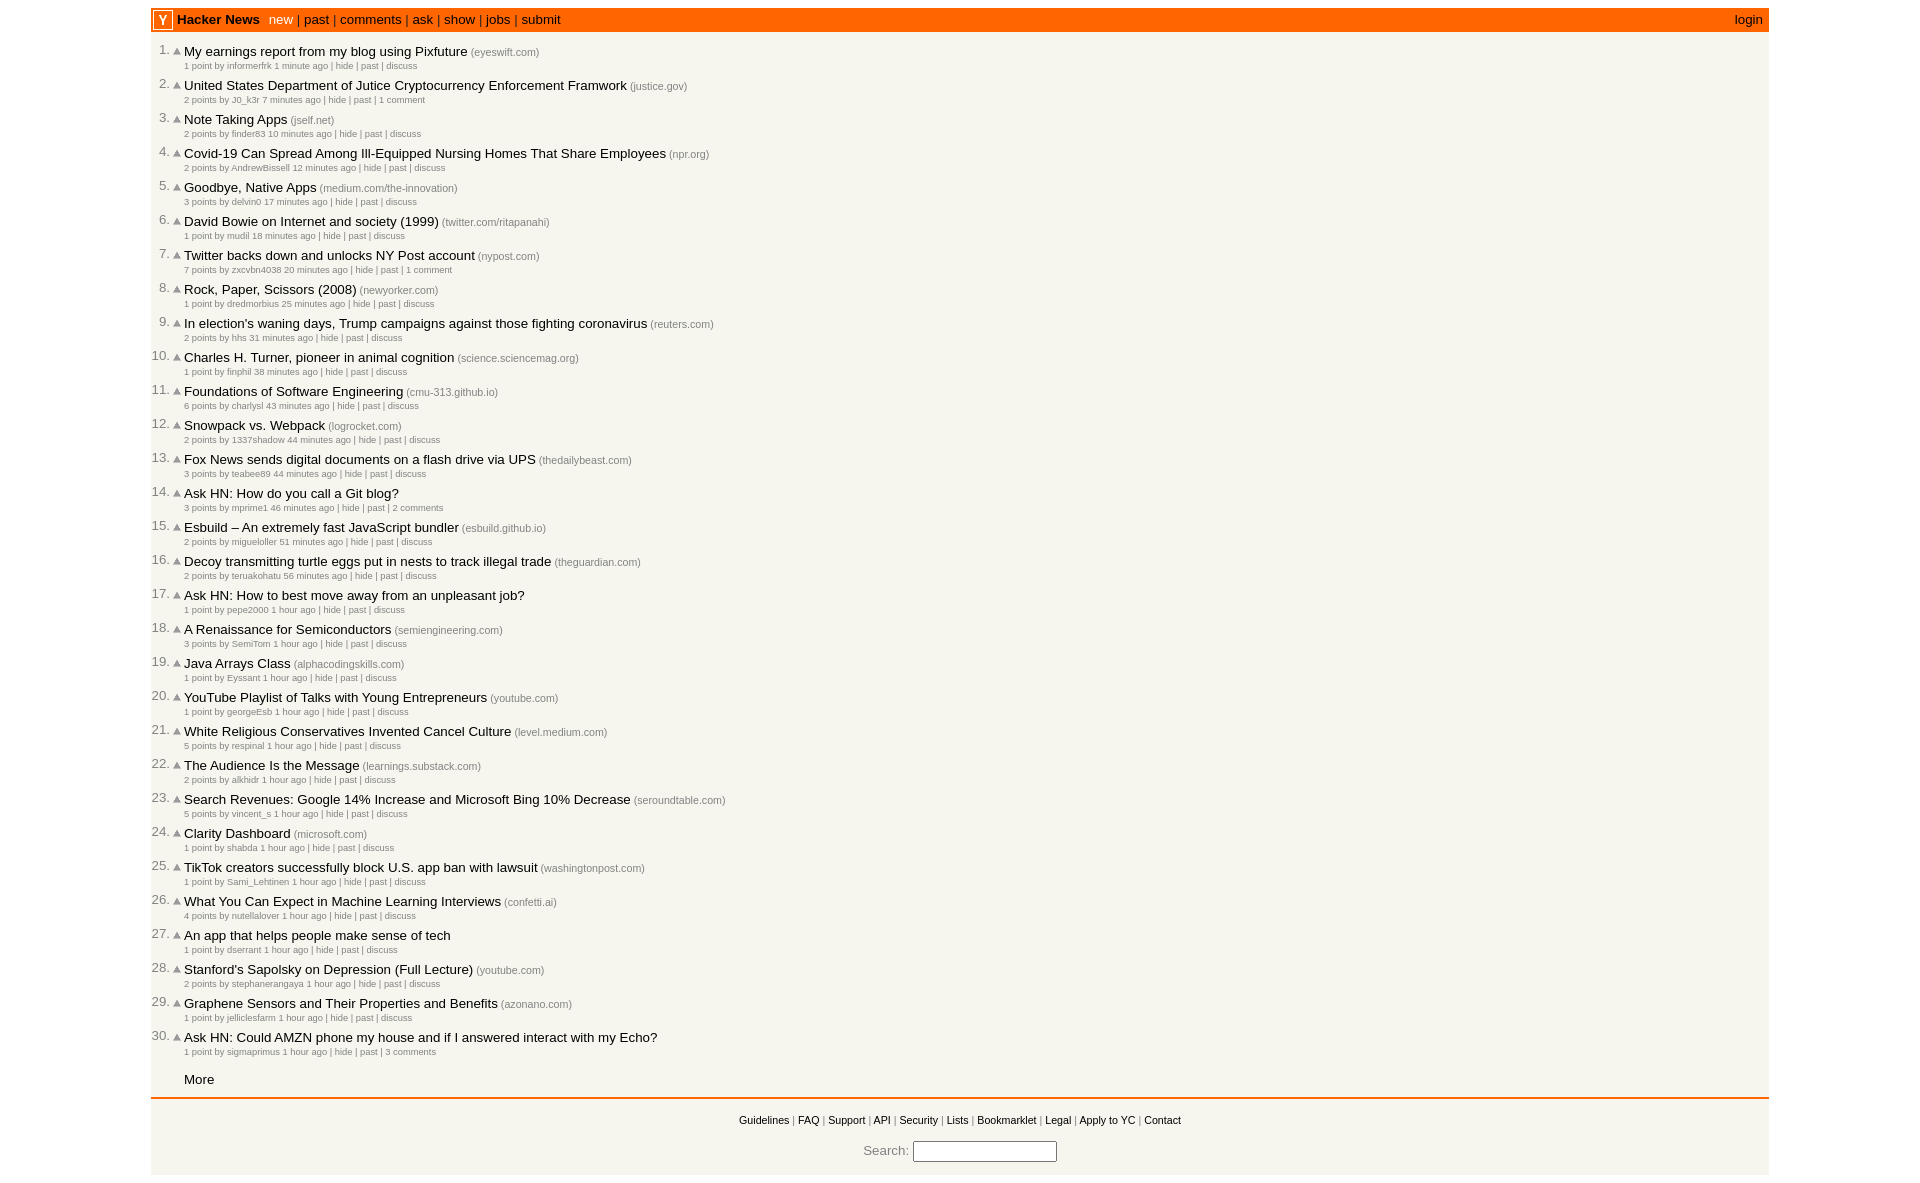 Y Hacker News new | past | comments | ask | show | jobs | submit login
1. My earnings report from my blog using Pixfuture (eyeswift.com)
1 point by informerfrk 1 minute ago | hide | past | discuss
2. United States Department of Jutice Cryptocurrency Enforcement Framwork (justice.gov)
2 points by J0_k3r 7 minutes ago | hide | past | 1 comment
3. Note Taking Apps (jself.net)
2 points by finder83 10 minutes ago | hide | past | discuss
4. Covid-19 Can Spread Among Ill-Equipped Nursing Homes That Share Employees (npr.org)
2 points by AndrewBissell 12 minutes ago | hide | past | discuss
5. Goodbye, Native Apps (medium.com/the-innovation)
3 points by delvin0 17 minutes ago | hide | past | discuss
6. David Bowie on Internet and society (1999) (twitter.com/ritapanahi)
1 point by mudil 18 minutes ago | hide | past | discuss
7. Twitter backs down and unlocks NY Post account (nypost.com)
7 points by zxcvbn4038 20 minutes ago | hide | past | 1 comment
8. Rock, Paper, Scissors (2008) (newyorker.com)
1 point by dredmorbius 25 minutes ago | hide | past | discuss
9. In election's waning days, Trump campaigns against those fighting coronavirus (reuters.com)
2 points by hhs 31 minutes ago | hide | past | discuss
10. Charles H. Turner, pioneer in animal cognition (science.sciencemag.org)
1 point by finphil 38 minutes ago | hide | past | discuss
11. Foundations of Software Engineering (cmu-313.github.io)
6 points by charlysl 43 minutes ago | hide | past | discuss
12. Snowpack vs. Webpack (logrocket.com)
2 points by 1337shadow 44 minutes ago | hide | past | discuss
13. Fox News sends digital documents on a flash drive via UPS (thedailybeast.com)
3 points by teabee89 44 minutes ago | hide | past | discuss
14. Ask HN: How do you call a Git blog?
3 points by mprime1 46 minutes ago | hide | past | 2 comments
15. Esbuild – An extremely fast JavaScript bundler (esbuild.github.io)
2 points by migueloller 51 minutes ago | hide | past | discuss
16. Decoy transmitting turtle eggs put in nests to track illegal trade (theguardian.com)
2 points by teruakohatu 56 minutes ago | hide | past | discuss
17. Ask HN: How to best move away from an unpleasant job?
1 point by pepe2000 1 hour ago | hide | past | discuss
18. A Renaissance for Semiconductors (semiengineering.com)
3 points by SemiTom 1 hour ago | hide | past | discuss
19. Java Arrays Class (alphacodingskills.com)
1 point by Eyssant 1 hour ago | hide | past | discuss
20. YouTube Playlist of Talks with Young Entrepreneurs (youtube.com)
1 point by georgeEsb 1 hour ago | hide | past | discuss
21. White Religious Conservatives Invented Cancel Culture (level.medium.com)
5 points by respinal 1 hour ago | hide | past | discuss
22. The Audience Is the Message (learnings.substack.com)
2 points by alkhidr 1 hour ago | hide | past | discuss
23. Search Revenues: Google 14% Increase and Microsoft Bing 10% Decrease (seroundtable.com)
5 points by vincent_s 1 hour ago | hide | past | discuss
24. Clarity Dashboard (microsoft.com)
1 point by shabda 1 hour ago | hide | past | discuss
25. TikTok creators successfully block U.S. app ban with lawsuit (washingtonpost.com)
1 point by Sami_Lehtinen 1 hour ago | hide | past | discuss
26. What You Can Expect in Machine Learning Interviews (confetti.ai)
4 points by nutellalover 1 hour ago | hide | past | discuss
27. An app that helps people make sense of tech
1 point by dserrant 1 hour ago | hide | past | discuss
28. Stanford's Sapolsky on Depression (Full Lecture) (youtube.com)
2 points by stephanerangaya 1 hour ago | hide | past | discuss
29. Graphene Sensors and Their Properties and Benefits (azonano.com)
1 point by jelliclesfarm 1 hour ago | hide | past | discuss
30. Ask HN: Could AMZN phone my house and if I answered interact with my Echo?
1 point by sigmaprimus 1 hour ago | hide | past | 3 comments
More
Guidelines | FAQ | Support | API | Security | Lists | Bookmarklet | Legal | Apply to YC | Contact
Search: